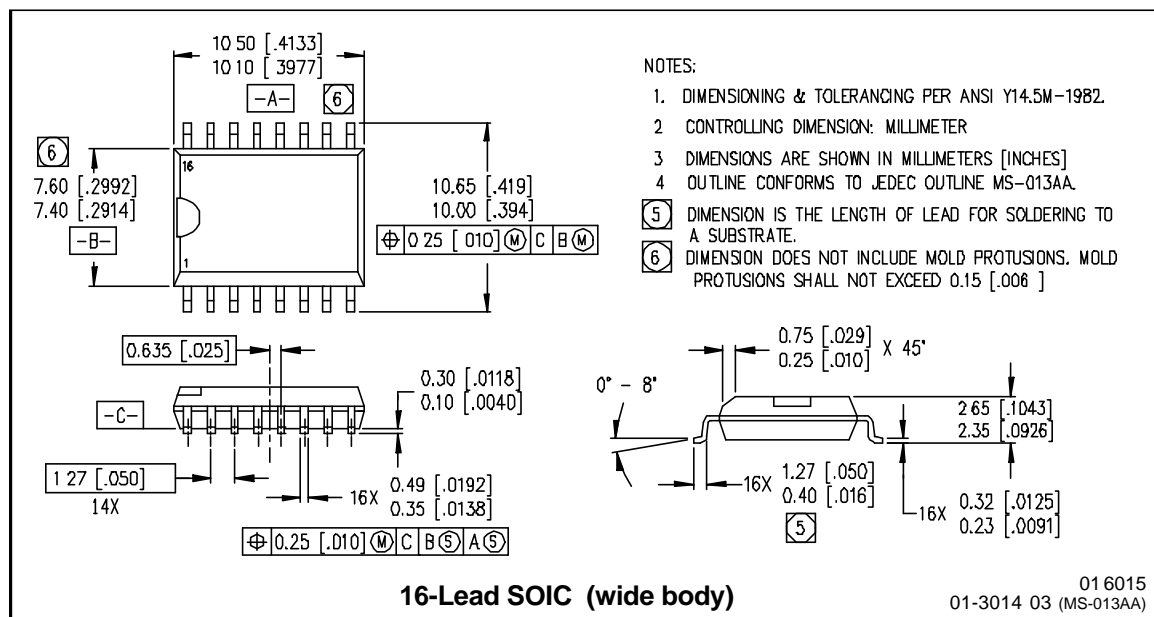 10 50 [.4133]
10 10 [ 3977]
-A-
6
6
16
7.60 [.2992]
7.40 [.2914]
-B-
1
10.65 [.419]
10.00 [.394]
⌖ 0 25 [ 010] Ⓜ C B Ⓜ
NOTES:
1. DIMENSIONING & TOLERANCING PER ANSI Y14.5M-1982.
2 CONTROLLING DIMENSION: MILLIMETER
3 DIMENSIONS ARE SHOWN IN MILLIMETERS [INCHES]
4 OUTLINE CONFORMS TO JEDEC OUTLINE MS-013AA.
5 DIMENSION IS THE LENGTH OF LEAD FOR SOLDERING TO
A SUBSTRATE.
6 DIMENSION DOES NOT INCLUDE MOLD PROTUSIONS. MOLD
PROTUSIONS SHALL NOT EXCEED 0.15 [.006 ]
0.635 [.025]
0.30 [.0118]
0.10 [.0040]
-C-
1 27 [.050]
14X
16X
0.49 [.0192]
0.35 [.0138]
⌖ 0.25 [.010] Ⓜ C B Ⓢ A Ⓢ
0.75 [.029]
0.25 [.010]
X 45°
0° - 8°
2 65 [.1043]
2.35 [.0926]
16X
1.27 [.050]
0.40 [.016]
5
16X
0.32 [.0125]
0.23 [.0091]
16-Lead SOIC (wide body)
01 6015
01-3014 03 (MS-013AA)